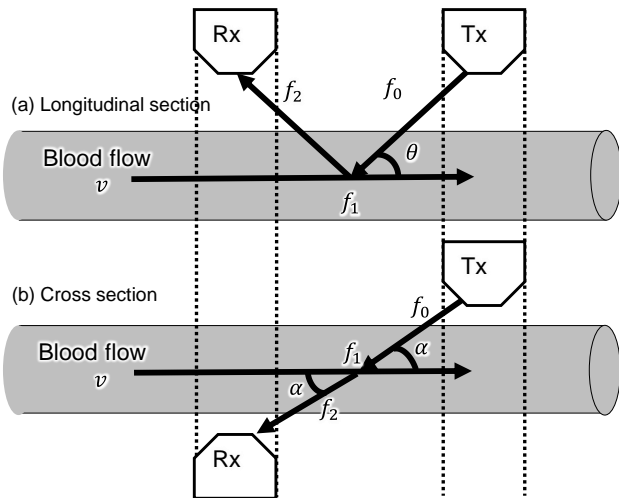 Rx
Tx
f₂
f₀
(a) Longitudinal section
Blood flow
θ
v
f₁
Tx
(b) Cross section
f₀
Blood flow
f₁
α
v
α
f₂
Rx